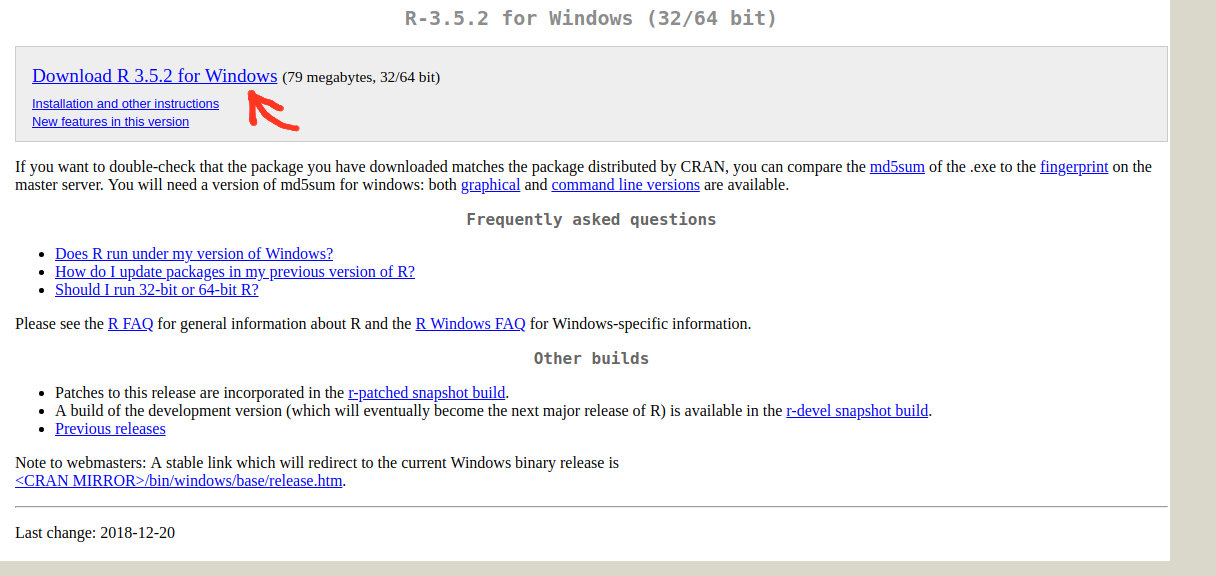 R-3.5.2 for Windows (32/64 bit)
Download R 3.5.2 for Windows (79 megabytes, 32/64 bit)
Installation and other instructions
New features in this version
If you want to double-check that the package you have downloaded matches the package distributed by CRAN, you can compare the md5sum of the .exe to the fingerprint on the
master server. You will need a version of md5sum for windows: both graphical and command line versions are available.
Frequently asked questions
• Does R run under my version of Windows?
• How do I update packages in my previous version of R?
• Should I run 32-bit or 64-bit R?
Please see the R FAQ for general information about R and the R Windows FAQ for Windows-specific information.
Other builds
• Patches to this release are incorporated in the r-patched snapshot build.
• A build of the development version (which will eventually become the next major release of R) is available in the r-devel snapshot build.
• Previous releases
Note to webmasters: A stable link which will redirect to the current Windows binary release is
<CRAN MIRROR>/bin/windows/base/release.htm.
Last change: 2018-12-20